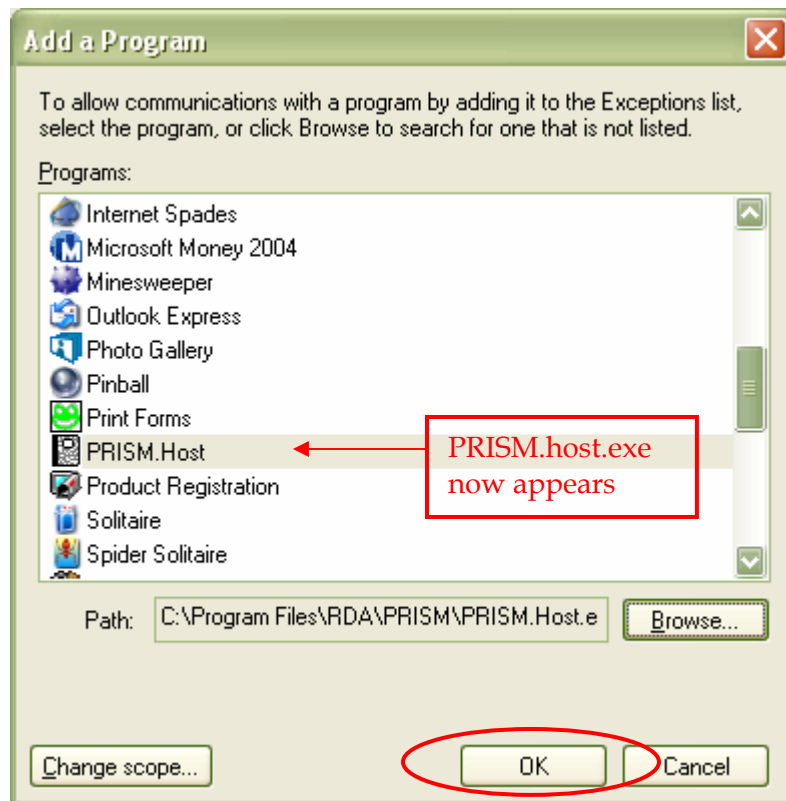 Add a Program
To allow communications with a program by adding it to the Exceptions list,
select the program, or click Browse to search for one that is not listed.
Programs:
Internet Spades
Microsoft Money 2004
Minesweeper
Outlook Express
Photo Gallery
Pinball
Print Forms
PRISM.Host
PRISM.host.exe
now appears
Product Registration
Solitaire
Spider Solitaire
Path: C:\Program Files\RDA\PRISM\PRISM.Host.e Browse...
Change scope... OK Cancel